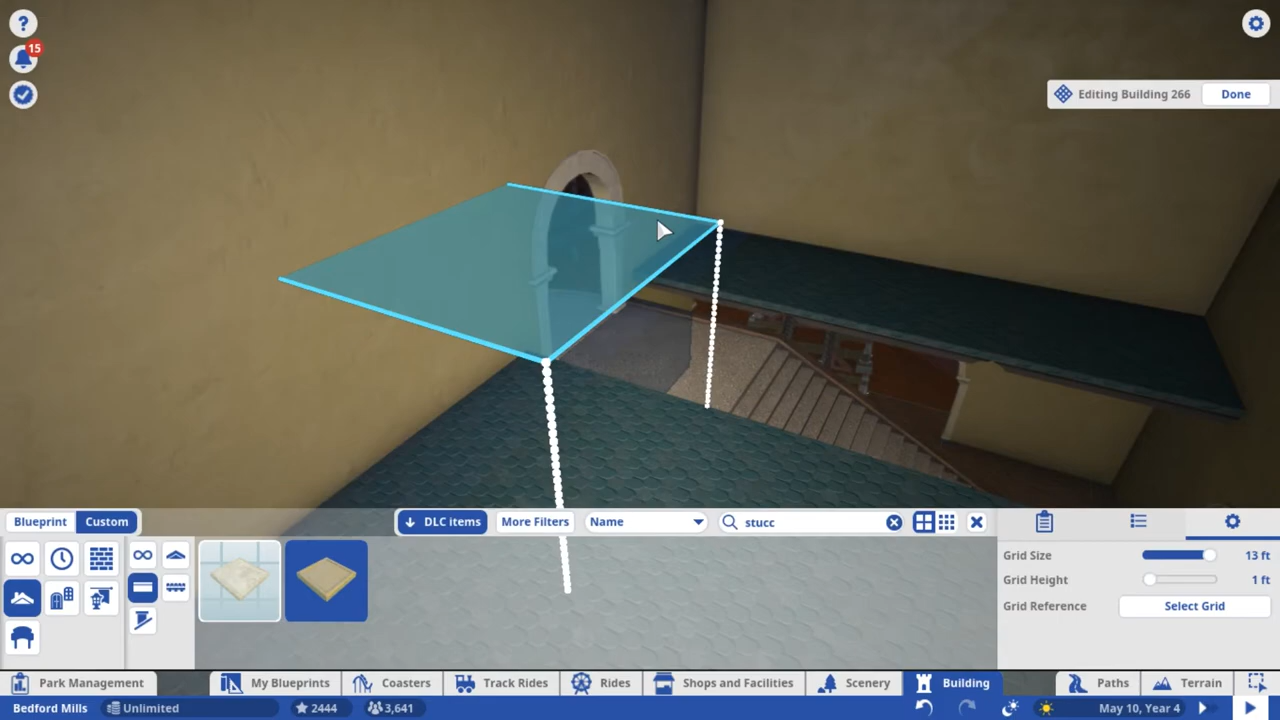 ?
15
Editing Building 266
Done
Blueprint
Custom
DLC items
More Filters
Name
stucc
Grid Size
13 ft
Grid Height
1 ft
Grid Reference
Select Grid
Park Management
My Blueprints
Coasters
Track Rides
Rides
Shops and Facilities
Scenery
Building
Paths
Terrain
Bedford Mills
Unlimited
2444
3,641
May 10, Year 4